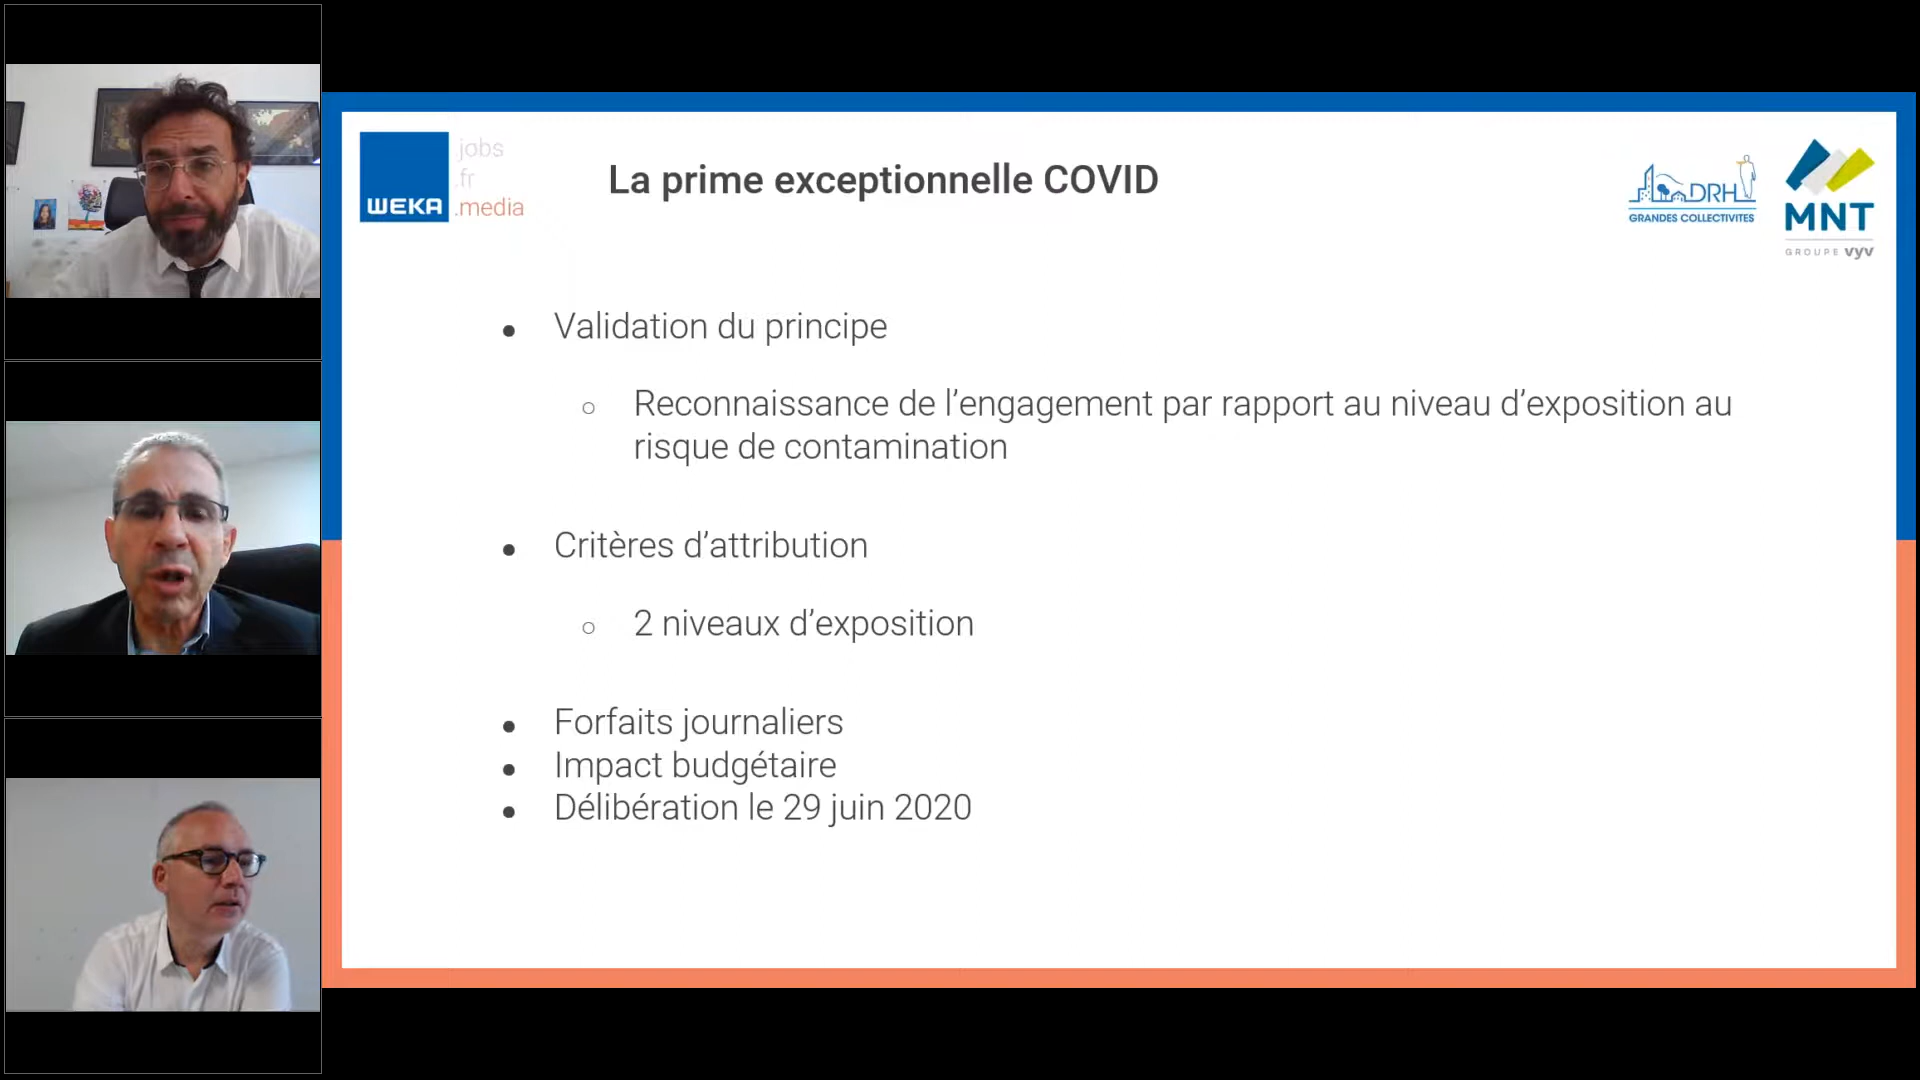 WEKA
jobs
.fr
.media
La prime exceptionnelle COVID
DRH
GRANDES COLLECTIVITES
MNT
GROUPE vyv
● Validation du principe
○ Reconnaissance de l’engagement par rapport au niveau d’exposition au
risque de contamination
● Critères d’attribution
○ 2 niveaux d’exposition
● Forfaits journaliers
● Impact budgétaire
● Délibération le 29 juin 2020